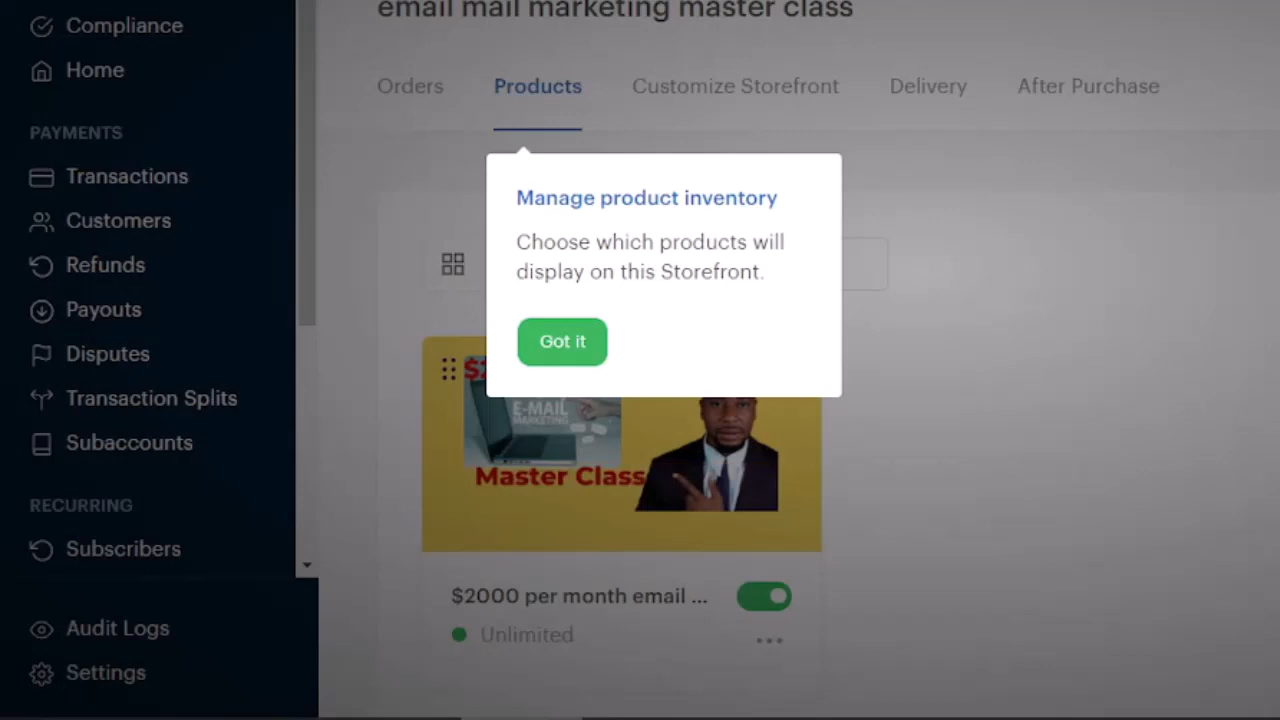 email mail marketing master class
Compliance
Home
PAYMENTS
Transactions
Customers
Refunds
Payouts
Disputes
Transaction Splits
Subaccounts
RECURRING
Subscribers
Audit Logs
Settings
Orders
Products
Customize Storefront
Delivery
After Purchase
Manage product inventory
Choose which products will
display on this Storefront.
Got it
E-MAIL
MARKETING
Master Class
$2000 per month email ...
Unlimited